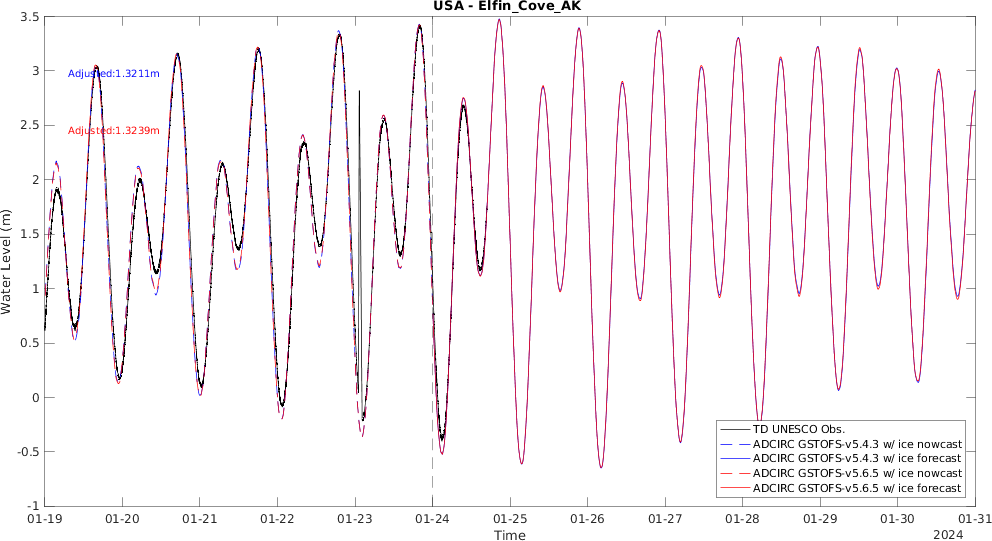 USA - Elfin_Cove_AK
3.5
3
2.5
2
1.5
1
0.5
0
-0.5
-1
Water Level (m)
Adjusted:1.3211m
Adjusted:1.3239m
TD UNESCO Obs.
ADCIRC GSTOFS-v5.4.3 w/ ice nowcast
ADCIRC GSTOFS-v5.4.3 w/ ice forecast
ADCIRC GSTOFS-v5.6.5 w/ ice nowcast
ADCIRC GSTOFS-v5.6.5 w/ ice forecast
01-19 01-20 01-21 01-22 01-23 01-24 01-25 01-26 01-27 01-28 01-29 01-30 01-31
Time
2024